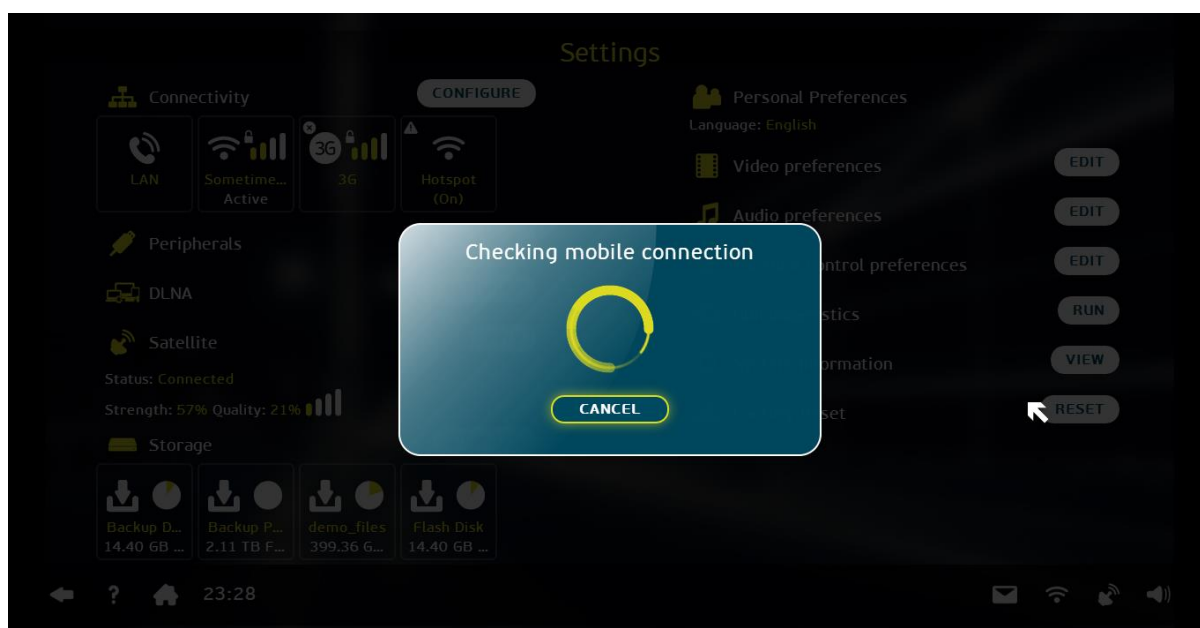 Settings
Connectivity
CONFIGURE
LAN
Sometime...
Active
3G
3G
Hotspot
(On)
Peripherals
DLNA
Satellite
Status: Connected
Strength: 57% Quality: 21%
Storage
Backup D...
14.40 GB ...
Backup P...
2.11 TB F...
demo_files
399.36 G...
Flash Disk
14.40 GB ...
Personal Preferences
Language: English
Video preferences
EDIT
Audio preferences
EDIT
ntrol preferences
EDIT
stics
RUN
ormation
VIEW
set
RESET
Checking mobile connection
CANCEL
?
23:28